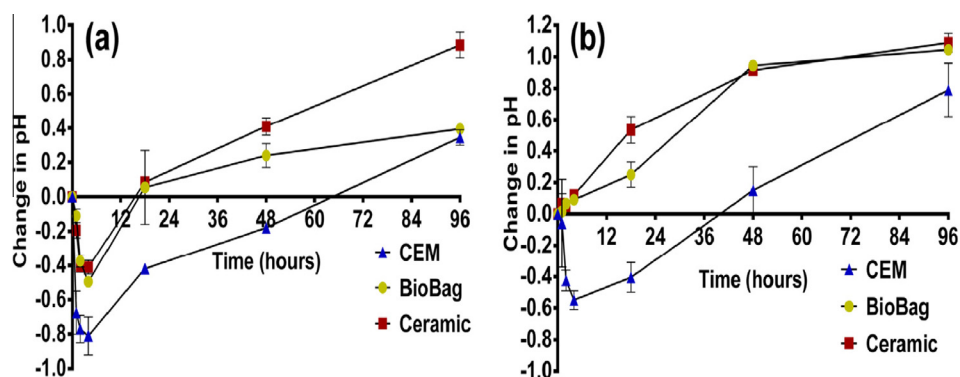 (a)
Change in pH
1.0
0.8
0.6
0.4
0.2
0.0
-0.2
-0.4
-0.6
-0.8
-1.0
12 24 36 48 60 72 84 96
Time (hours)
CEM
BioBag
Ceramic
(b)
Change in pH
1.2
1.0
0.8
0.6
0.4
0.2
0.0
-0.2
-0.4
-0.6
-0.8
-1.0
12 24 36 48 60 72 84 96
Time (hours)
CEM
BioBag
Ceramic